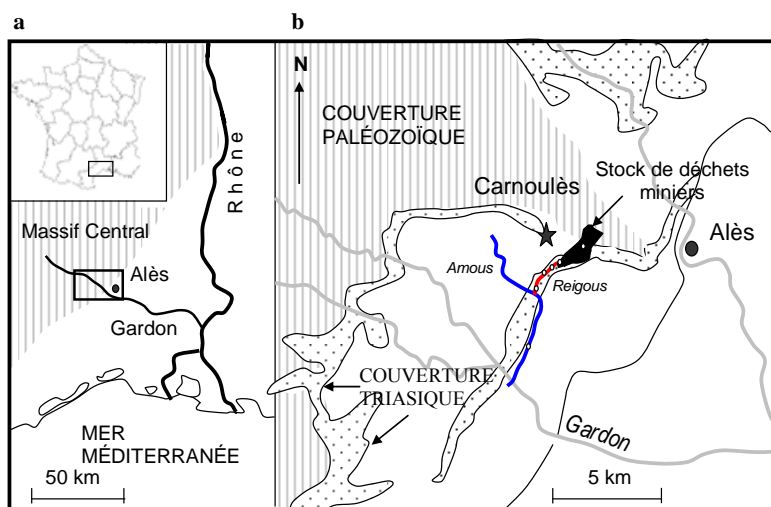 a
b
Massif Central
Alès
Gardon
Rhône
MER
MÉDITERRANÉE
50 km
N
COUVERTURE
PALÉOZOÏQUE
Carnoulès
Stock de déchets
miniers
Alès
Amous
Reigous
COUVERTURE
TRIASIQUE
Gardon
5 km